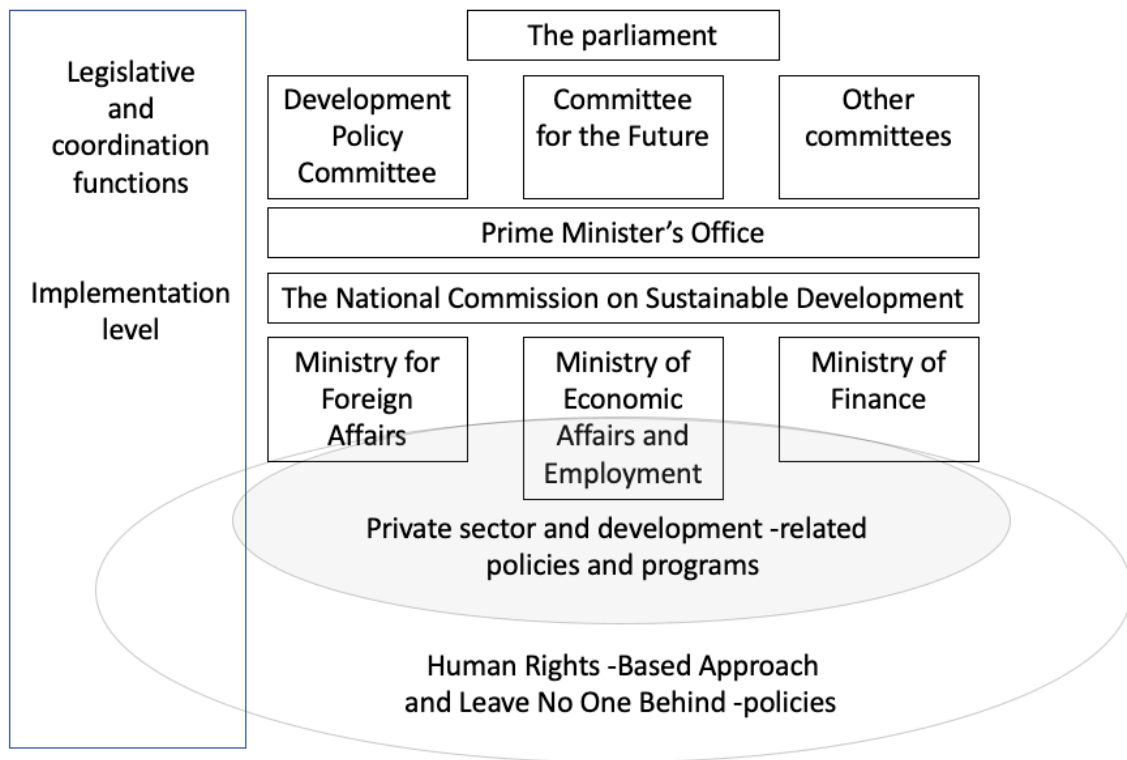 The parliament
Legislative
and
coordination
functions
Development
Policy
Committee
Committee
for the Future
Other
committees
Prime Minister’s Office
Implementation
level
The National Commission on Sustainable Development
Ministry for
Foreign
Affairs
Ministry of
Economic
Affairs and
Employment
Ministry of
Finance
Private sector and development -related
policies and programs
Human Rights -Based Approach
and Leave No One Behind -policies